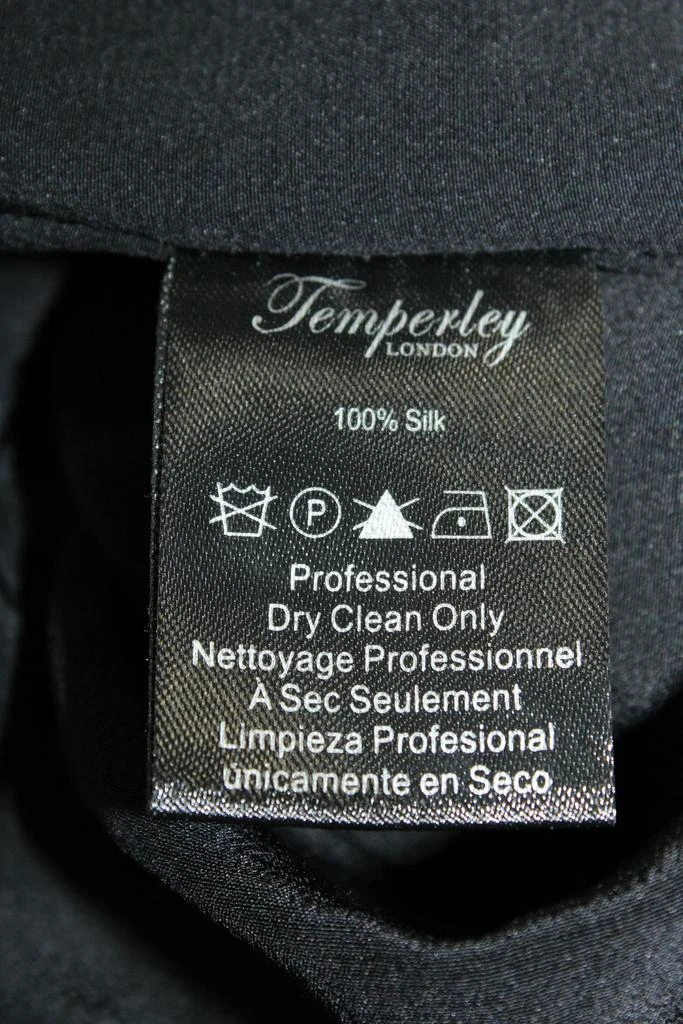 Temperley
LONDON
100% Silk
P
Professional
Dry Clean Only
Nettoyage Professionnel
À Sec Seulement
Limpieza Profesional
únicamente en Seco